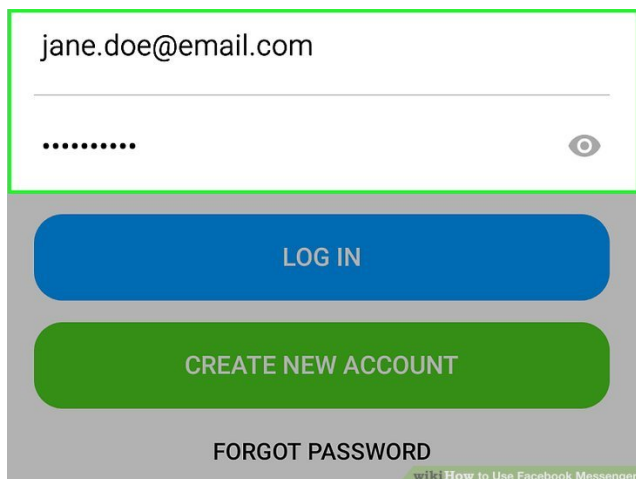 jane.doe@email.com
••••••••••
LOG IN
CREATE NEW ACCOUNT
FORGOT PASSWORD
wikiHow to Use Facebook Messenger